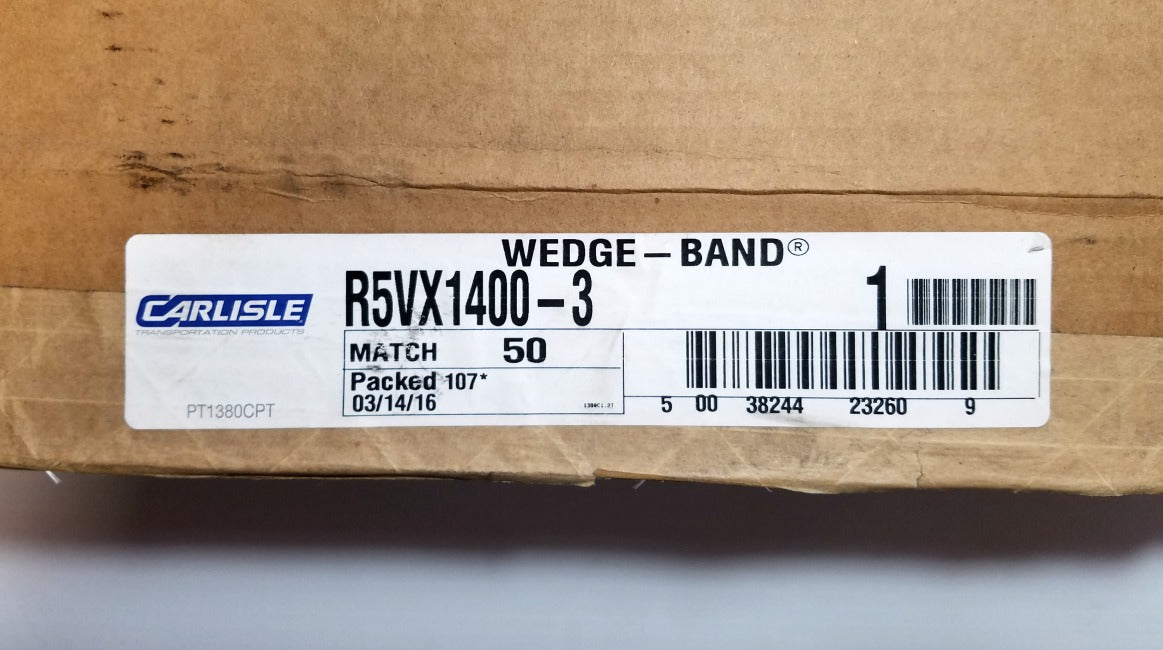 WEDGE – BAND®
R5VX1400 – 3
1
CARLISLE
TRANSPORTATION PRODUCTS
MATCH 50
Packed 107*
03/14/16
5 00 38244 23260 9
PT1380CPT